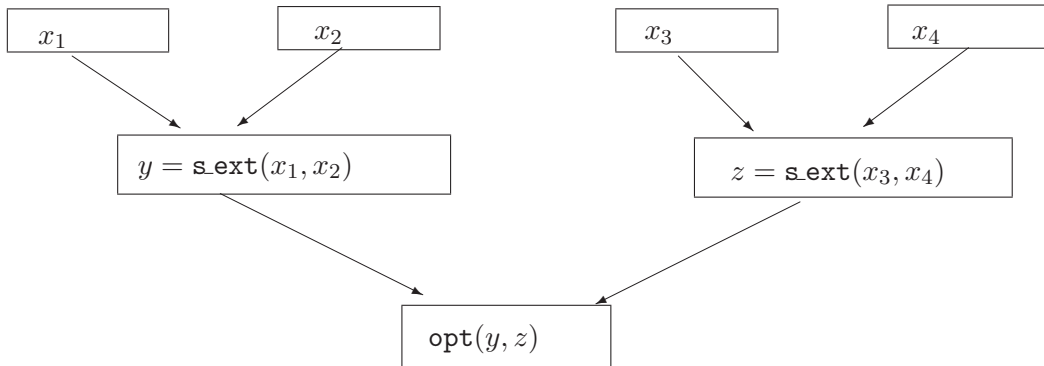 x₁
x₂
x₃
x₄
y = s_ext(x₁, x₂)
z = s_ext(x₃, x₄)
opt(y, z)